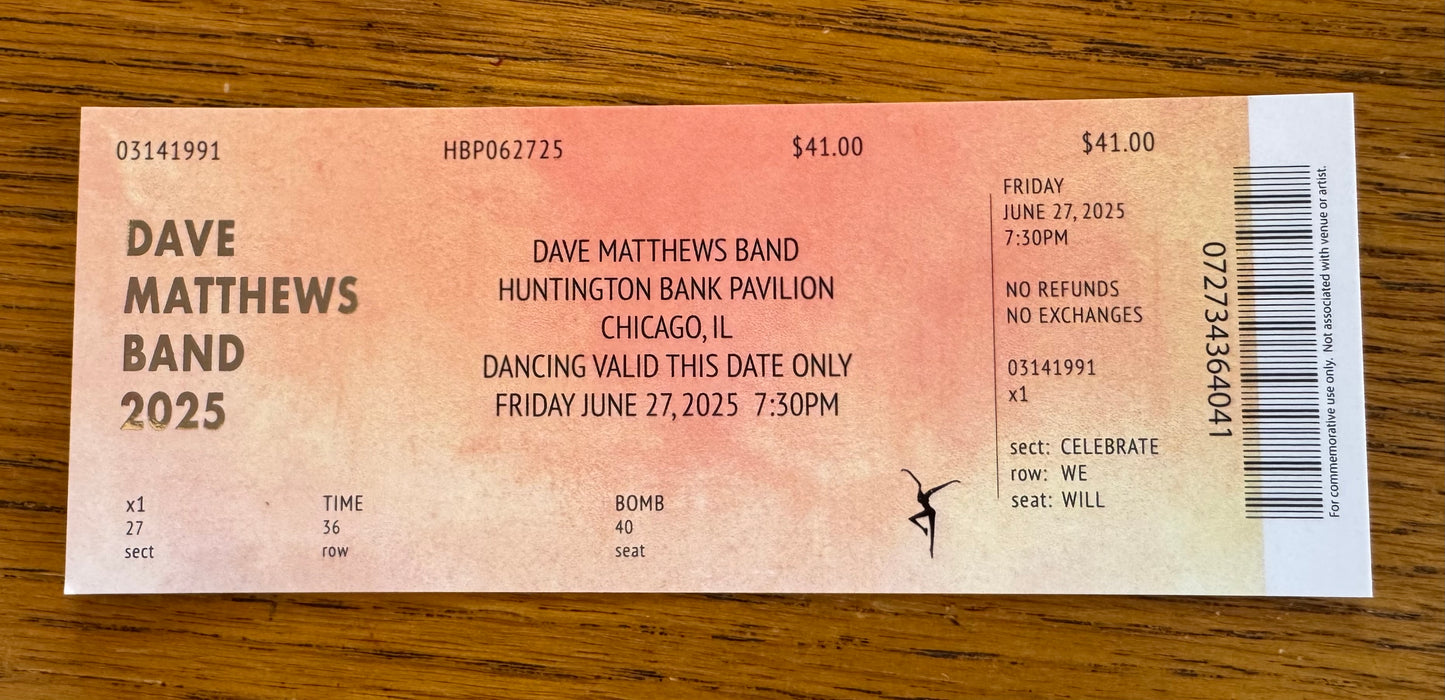 03141991
HBP062725
$41.00
$41.00
DAVE
MATTHEWS
BAND
2025
DAVE MATTHEWS BAND
HUNTINGTON BANK PAVILION
CHICAGO, IL
DANCING VALID THIS DATE ONLY
FRIDAY JUNE 27, 2025 7:30PM
x1
27
sect
TIME
36
row
BOMB
40
seat
FRIDAY
JUNE 27, 2025
7:30PM
NO REFUNDS
NO EXCHANGES
03141991
x1
sect: CELEBRATE
row: WE
seat: WILL
072734364041
For commemorative use only. Not associated with venue or artist.